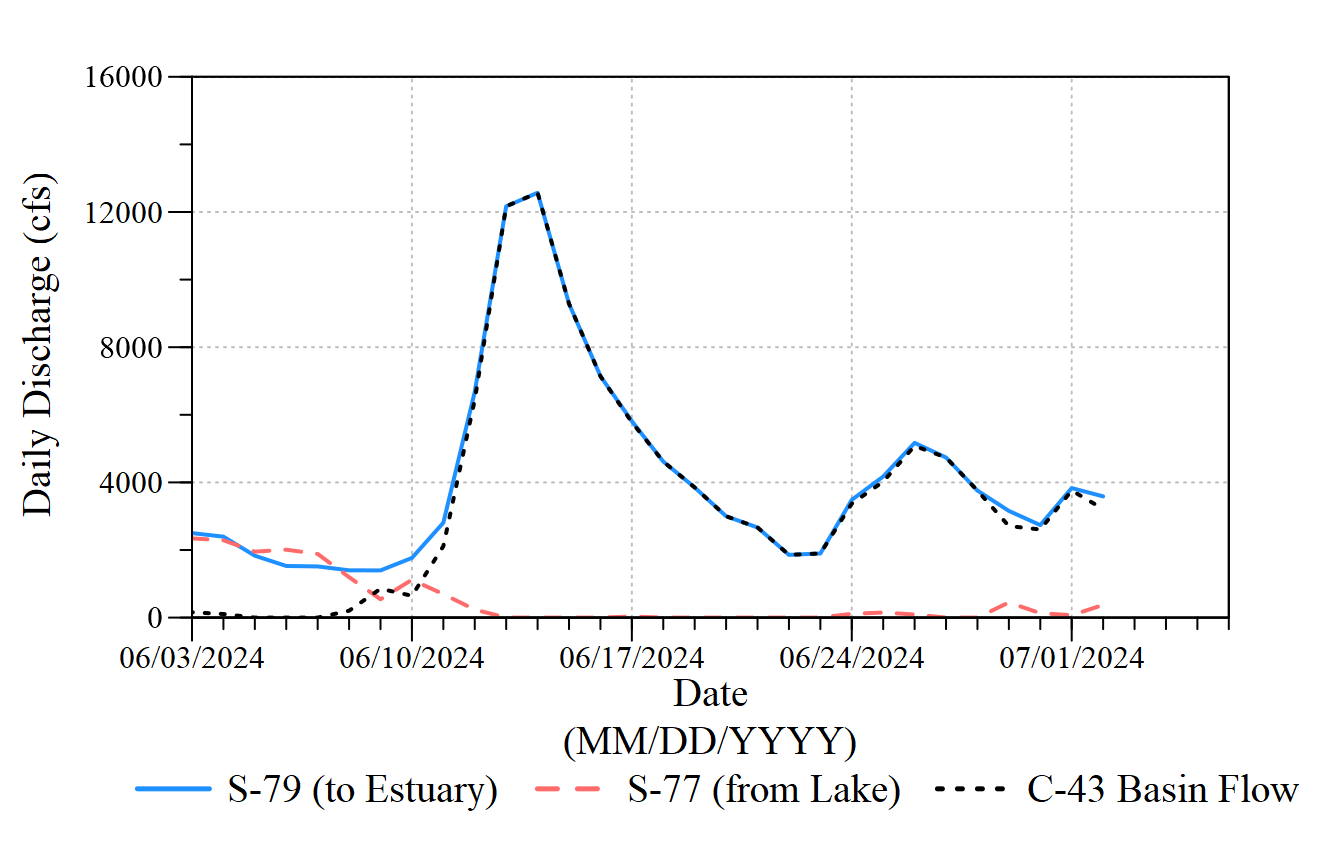 16000
12000
8000
4000
0
Daily Discharge (cfs)
06/03/2024 06/10/2024 06/17/2024 06/24/2024 07/01/2024
Date
(MM/DD/YYYY)
S-79 (to Estuary) S-77 (from Lake) C-43 Basin Flow